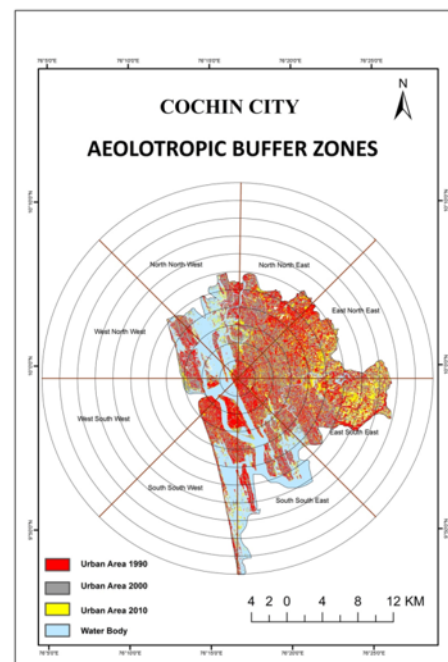 N
COCHIN CITY
AEOLOTROPIC BUFFER ZONES
North North West
North North East
East North East
West North West
West South West
East South East
South South West
South South East
Urban Area 1990
Urban Area 2000
Urban Area 2010
Water Body
4 2 0 4 8 12 KM